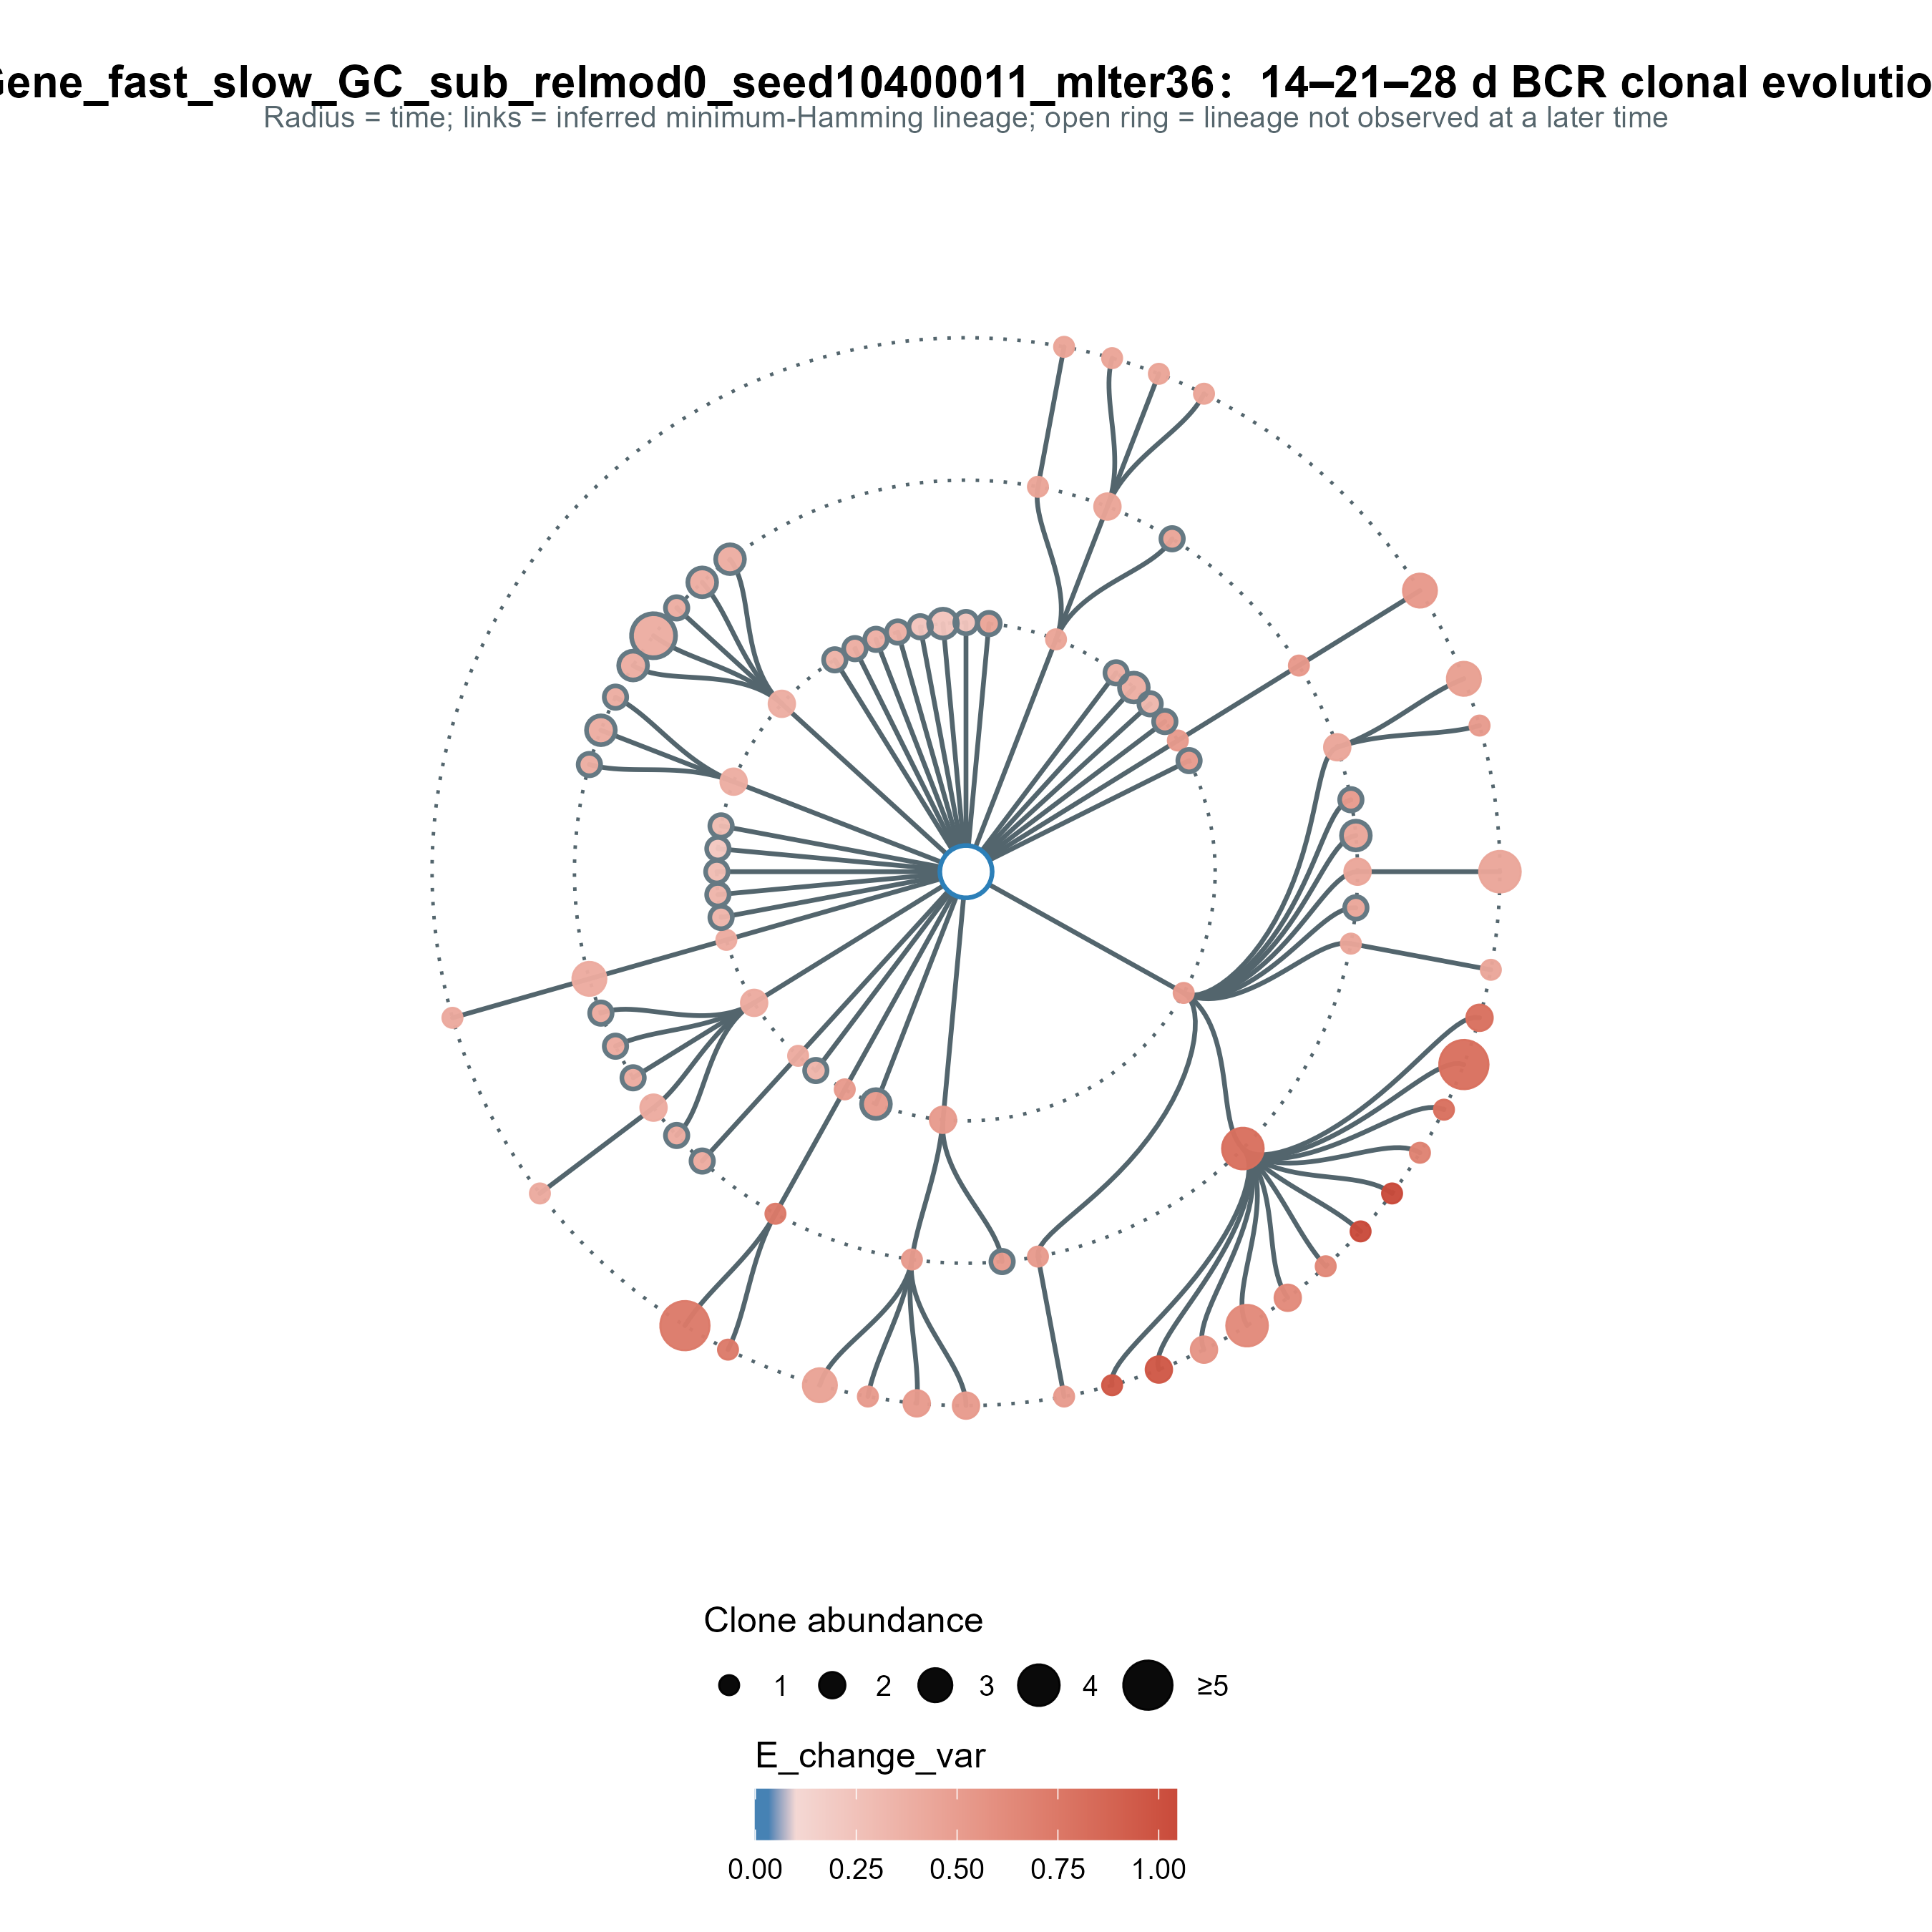 Gene_fast_slow_GC_sub_relmod0_seed10400011_mIter36: 14–21–28 d BCR clonal evolutio
Radius = time; links = inferred minimum-Hamming lineage; open ring = lineage not observed at a later time
Clone abundance
1 2 3 4 ≥5
E_change_var
0.00 0.25 0.50 0.75 1.00